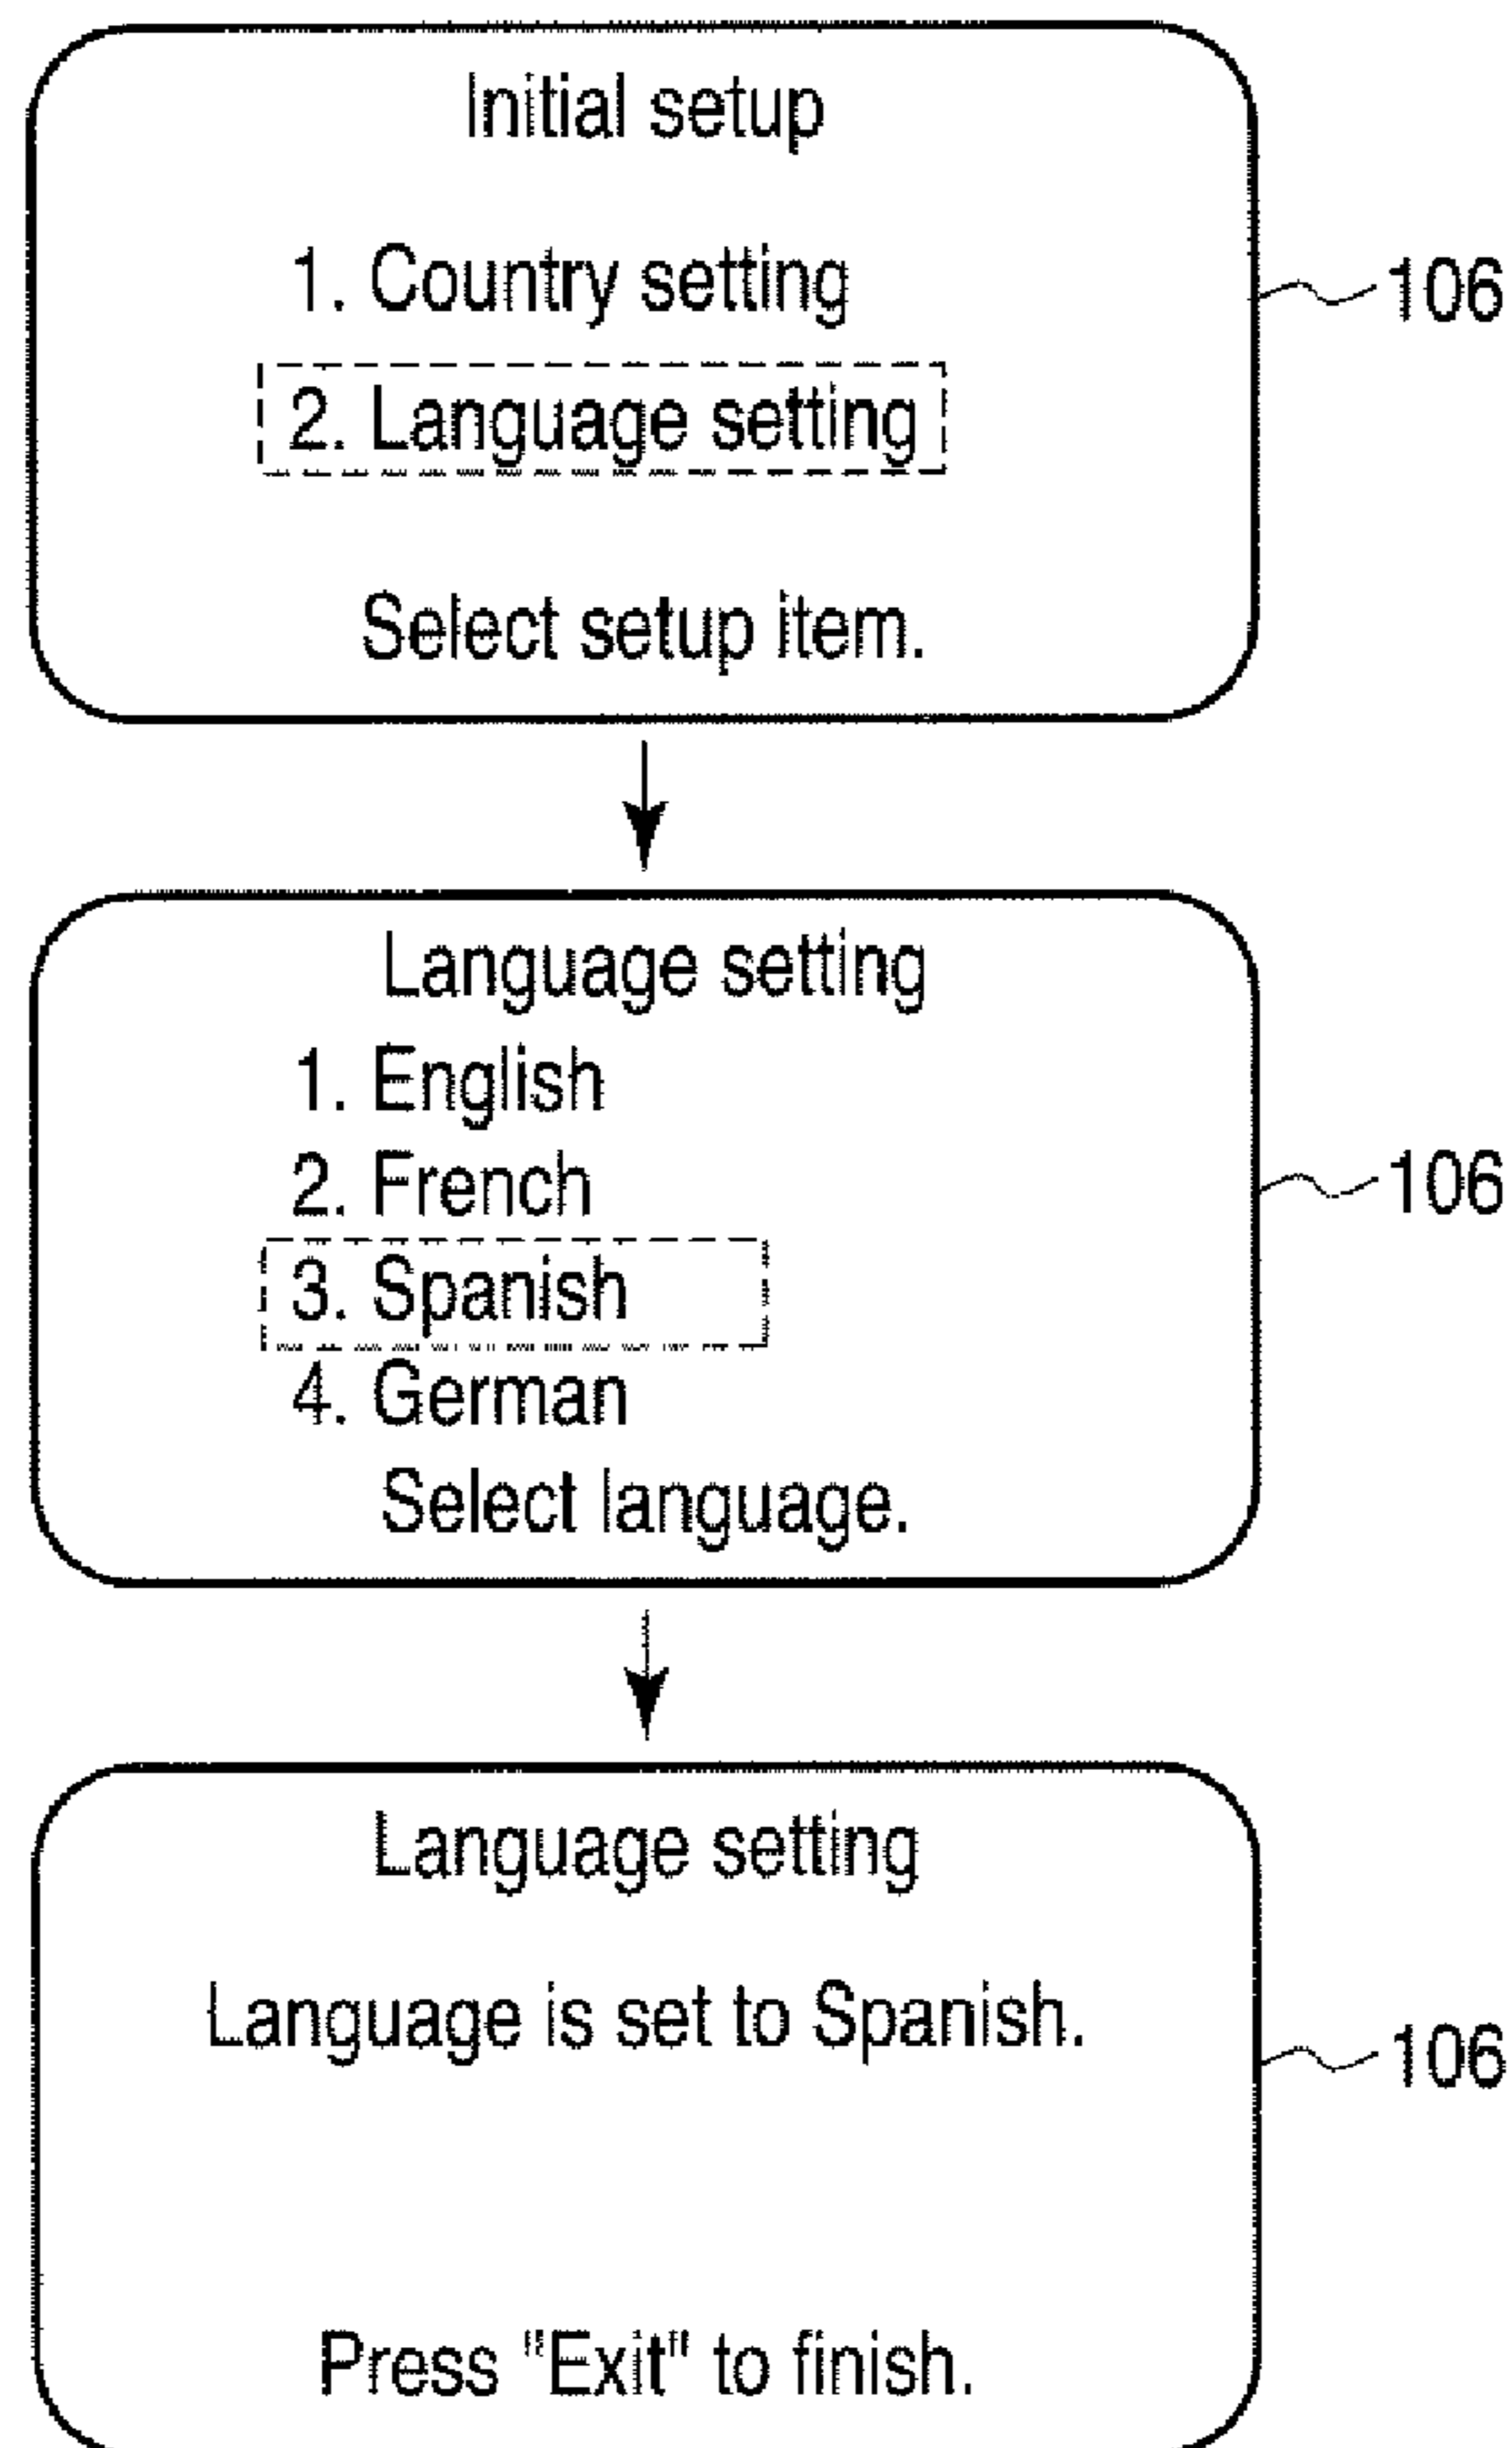 Initial setup
1. Country setting
106
2. Language setting
Select setup item.
Language setting
1. English
2. French
106
3. Spanish
4. German
Select language.
Language setting
Language is set to Spanish.
106
Press "Exit" to finish.